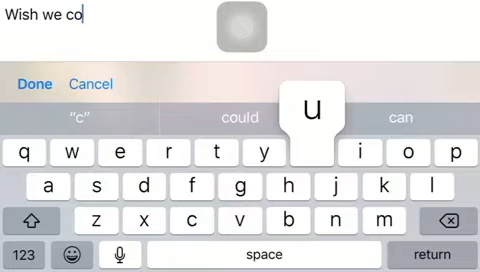 Wish we co
Done Cancel
“c” could can
u
q w e r t y i o p
a s d f g h j k l
z x c v b n m
123 space return